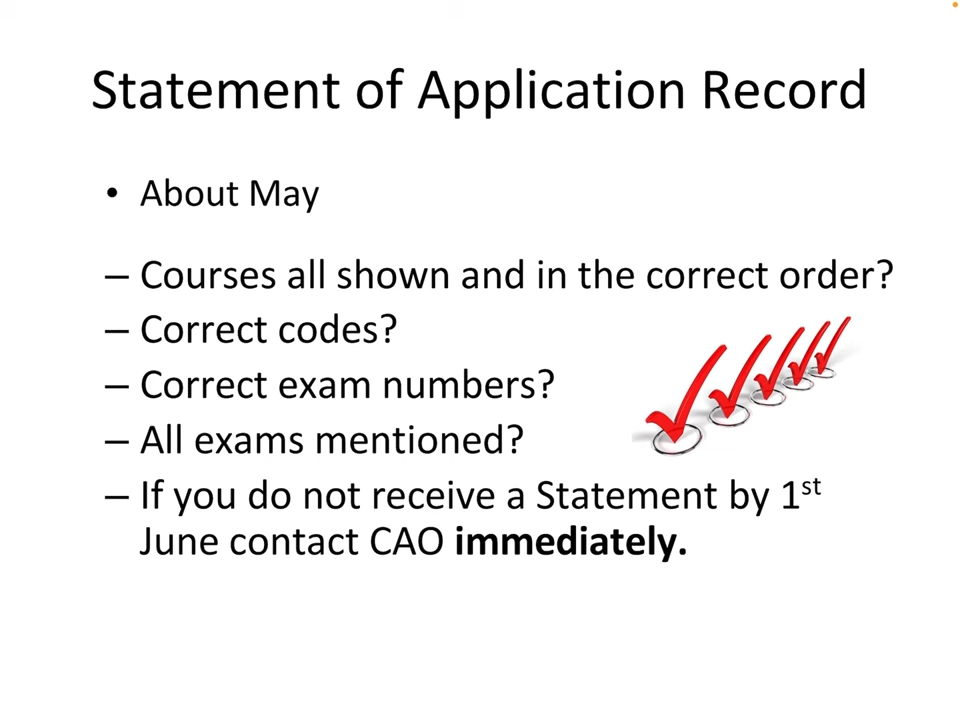 Statement of Application Record
• About May
– Courses all shown and in the correct order?
– Correct codes?
– Correct exam numbers?
– All exams mentioned?
– If you do not receive a Statement by 1st
June contact CAO immediately.